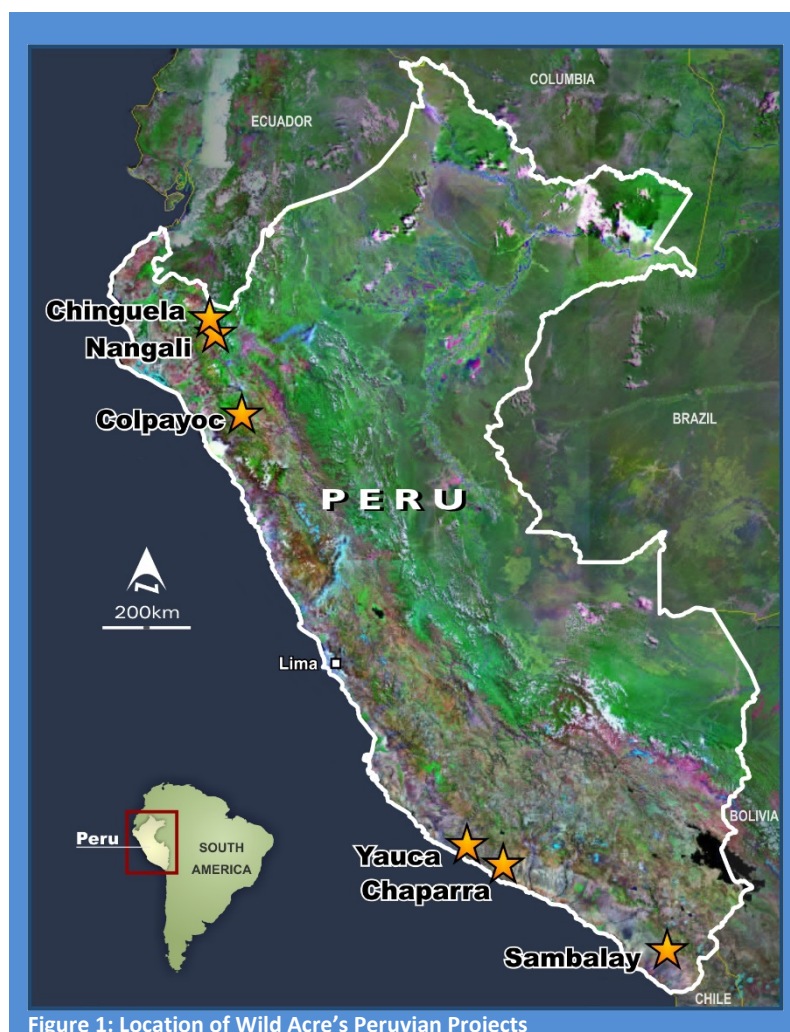 COLUMBIA
ECUADOR
Chinguela
Nangali
Colpayoc
BRAZIL
PERU
N
200km
Lima
BOLIVIA
Peru
SOUTH
AMERICA
Yauca
Chaparra
Sambalay
CHILE
Figure 1: Location of Wild Acre's Peruvian Projects